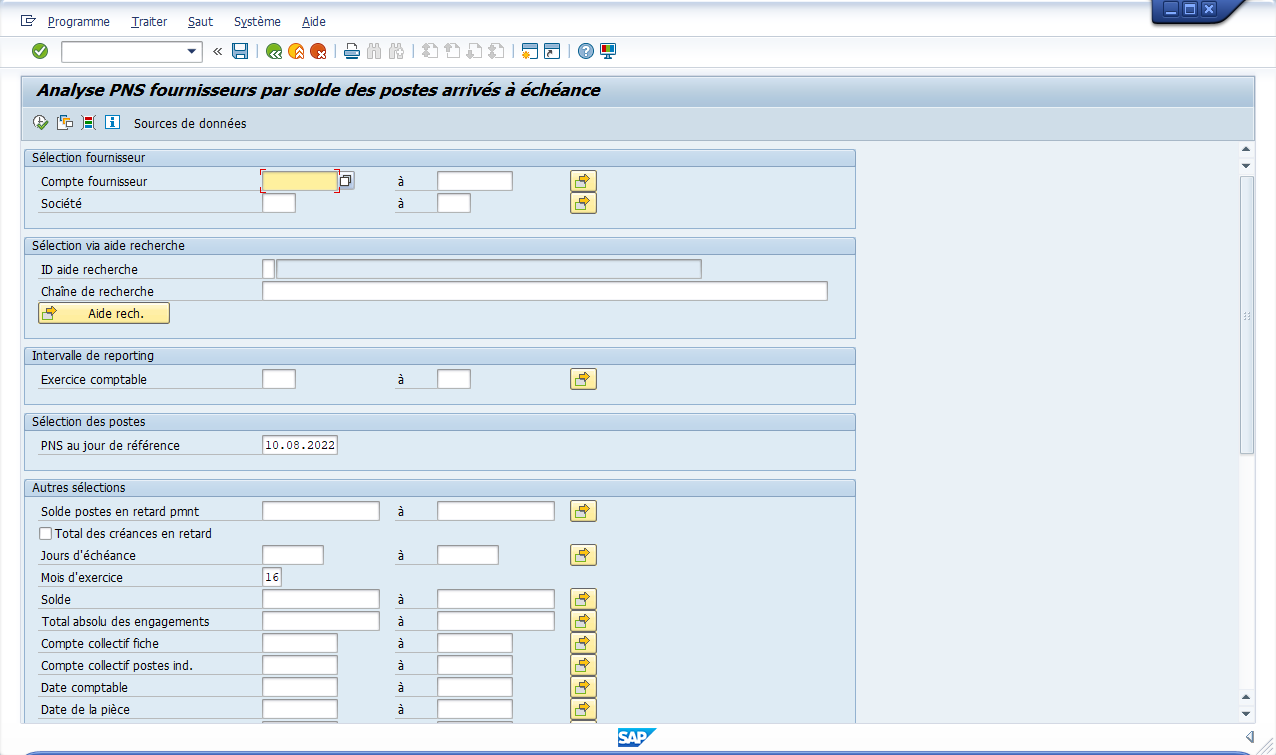 Programme Traiter Saut Système Aide
Analyse PNS fournisseurs par solde des postes arrivés à échéance
Sources de données
Sélection fournisseur
Compte fournisseur à
Société à
Sélection via aide recherche
ID aide recherche
Chaîne de recherche
Aide rech.
Intervalle de reporting
Exercice comptable à
Sélection des postes
PNS au jour de référence 10.08.2022
Autres sélections
Solde postes en retard pmnt à
Total des créances en retard
Jours d'échéance à
Mois d'exercice 16
Solde à
Total absolu des engagements à
Compte collectif fiche à
Compte collectif postes ind. à
Date comptable à
Date de la pièce à
SAP